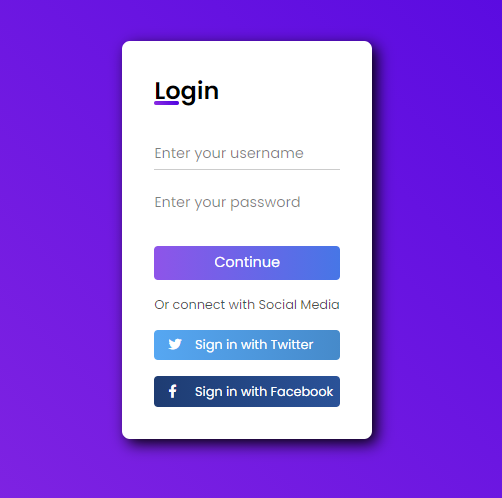 Login
Enter your username
Enter your password
Continue
Or connect with Social Media
Sign in with Twitter
Sign in with Facebook